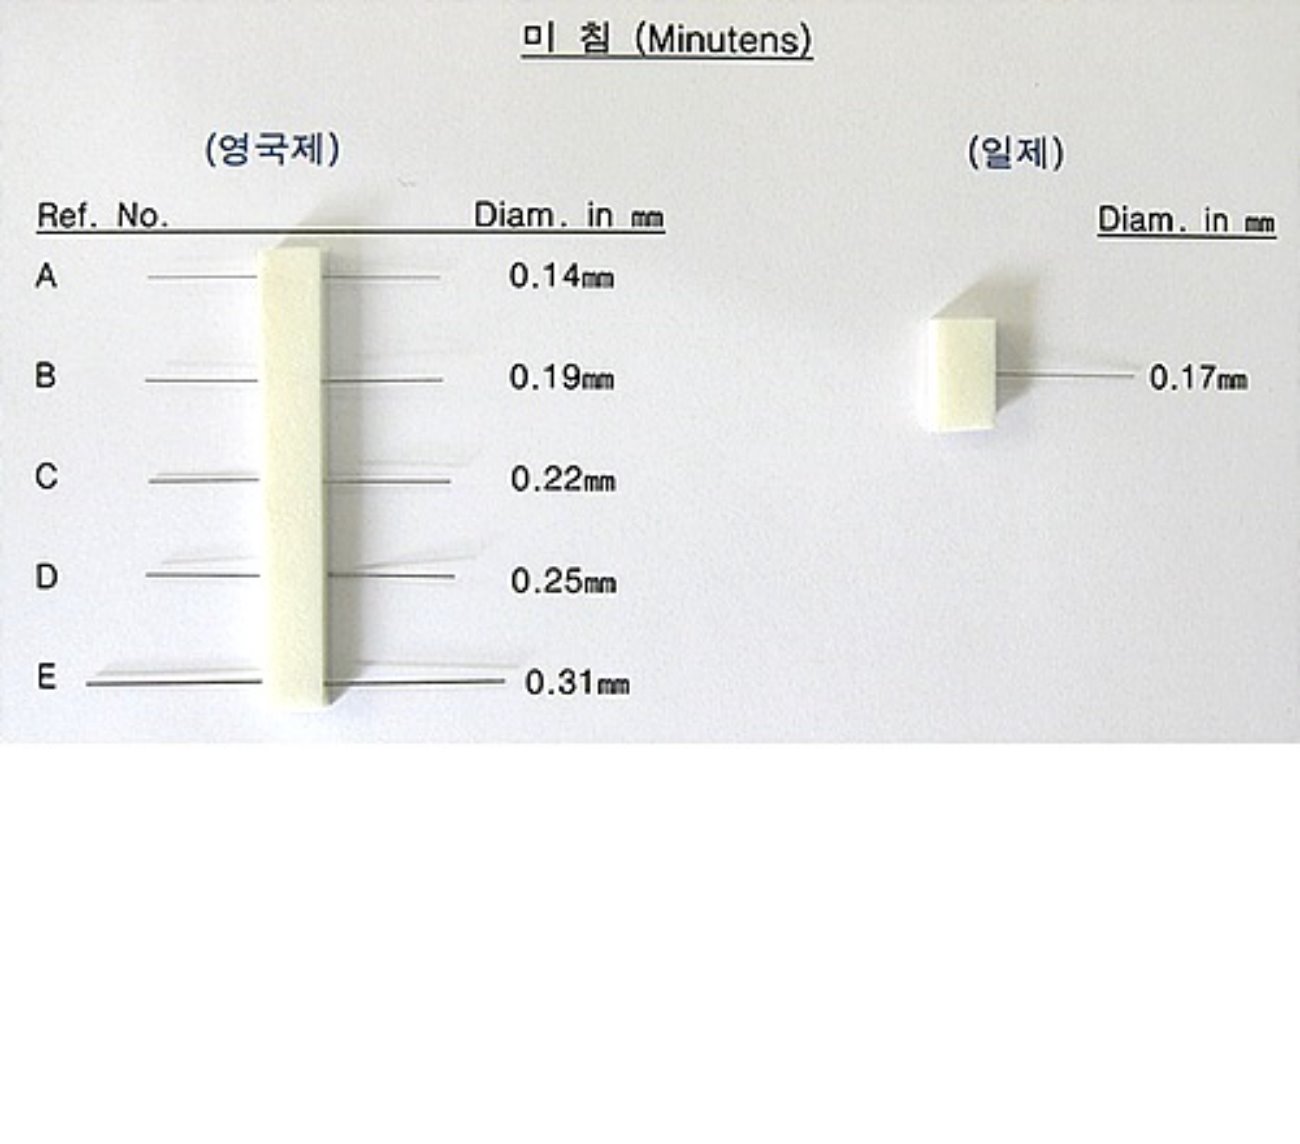 미 침 (Minutens)
(영국제)
(일제)
Ref. No. Diam. in ㎜
Diam. in ㎜
A 0.14㎜
B 0.19㎜
0.17㎜
C 0.22㎜
D 0.25㎜
E 0.31㎜